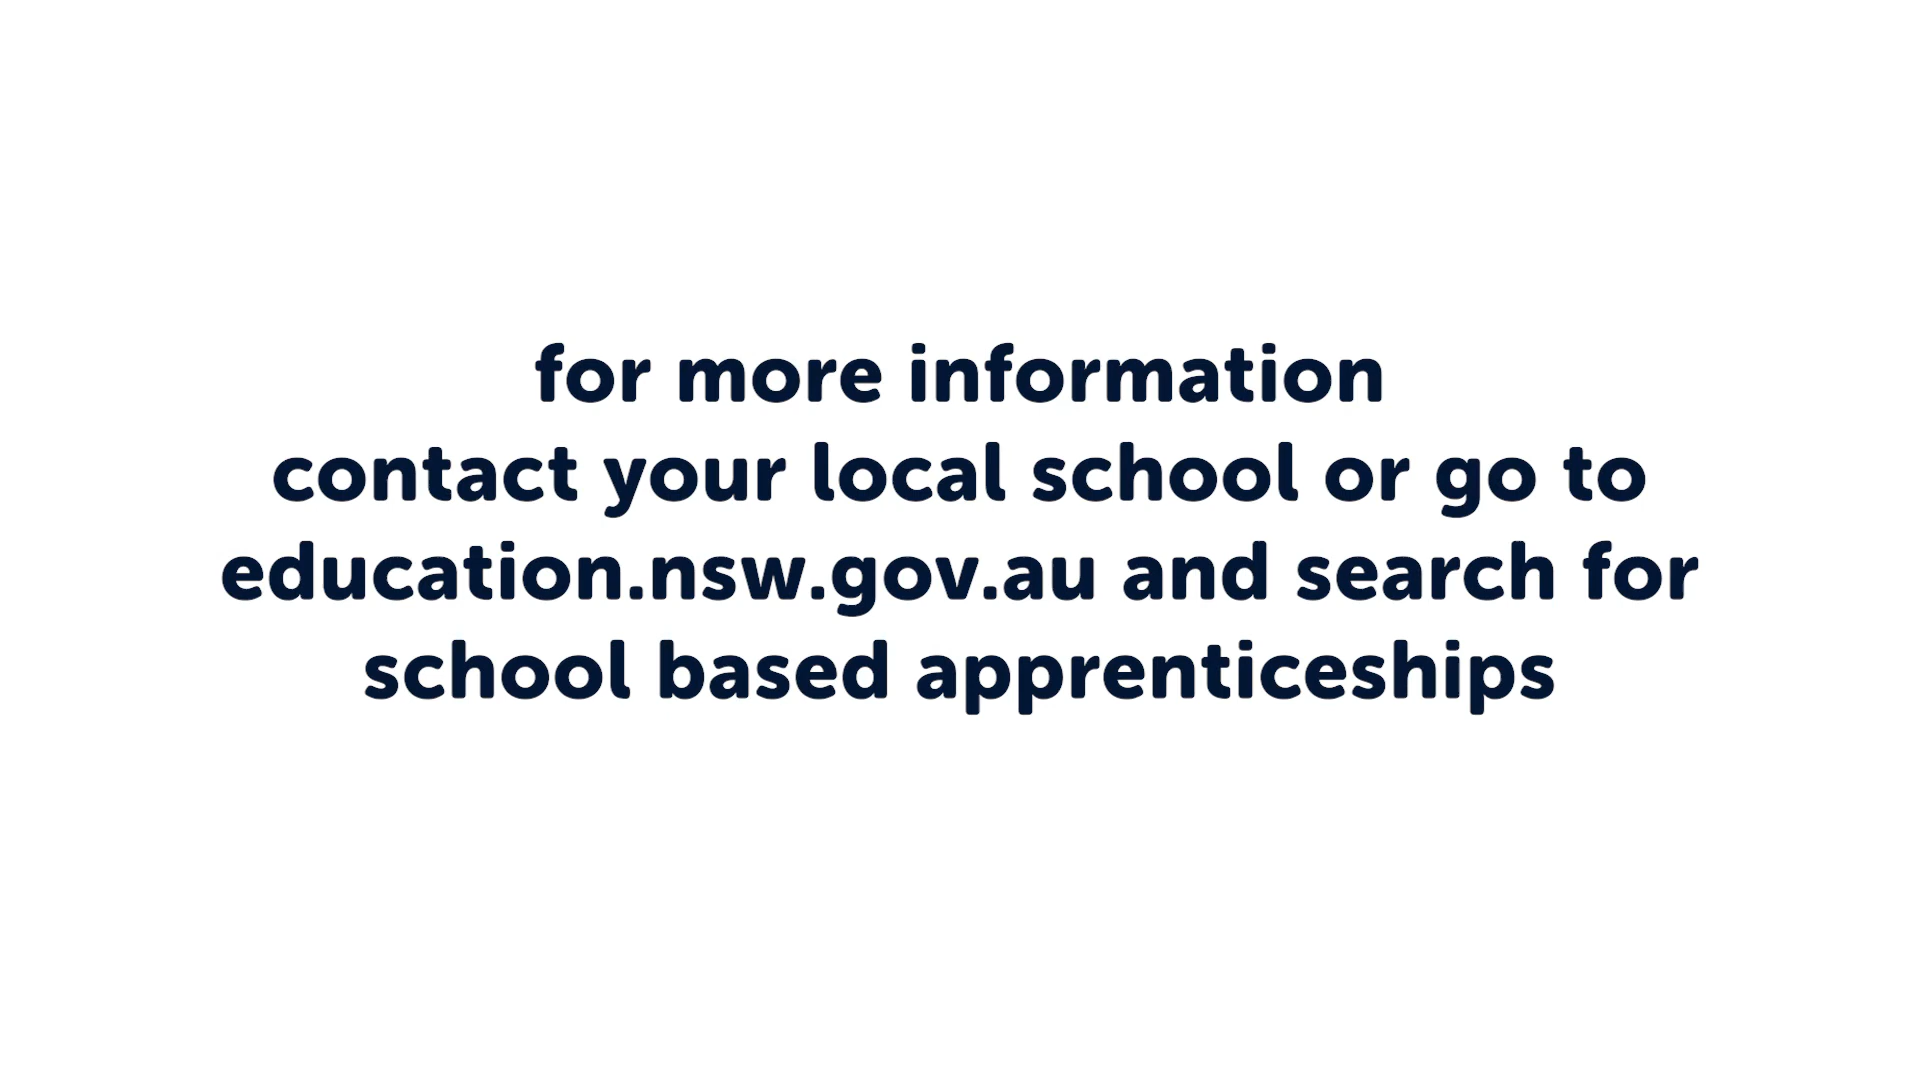 for more information
contact your local school or go to
education.nsw.gov.au and search for
school based apprenticeships